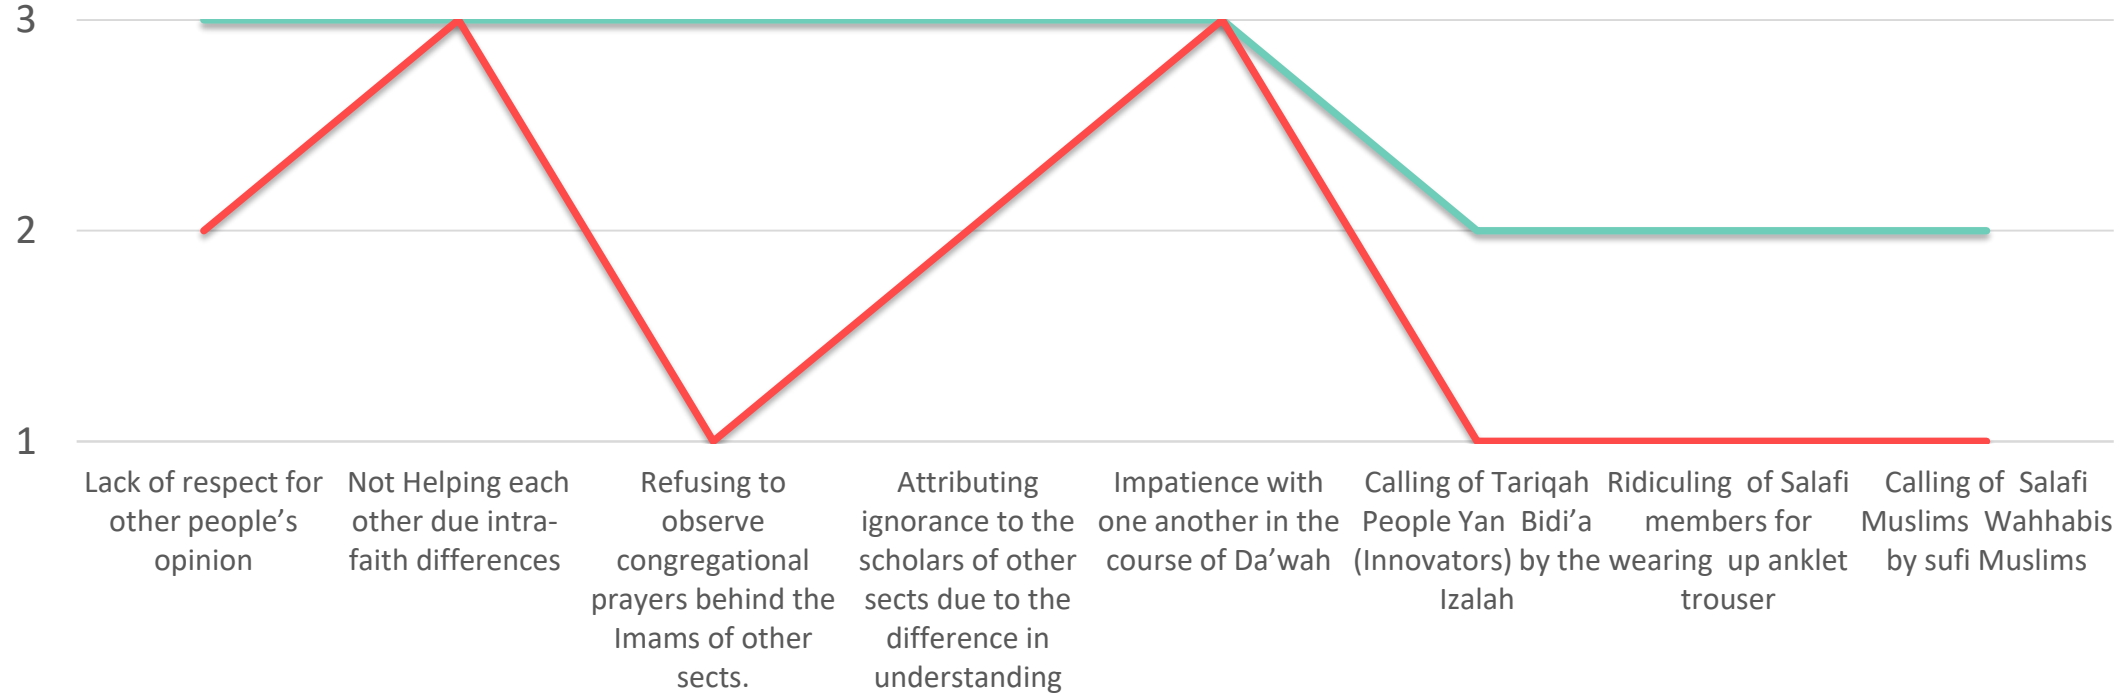 3
2
1
Lack of respect for
other people’s
opinion
Not Helping each
other due intra-
faith differences
Refusing to
observe
congregational
prayers behind the
Imams of other
sects.
Attributing
ignorance to the
scholars of other
sects due to the
difference in
understanding
Impatience with
one another in the
course of Da’wah
Calling of Tariqah
People Yan Bidi’a
(Innovators) by the
Izalah
Ridiculing of Salafi
members for
wearing up anklet
trouser
Calling of Salafi
Muslims Wahhabis
by sufi Muslims